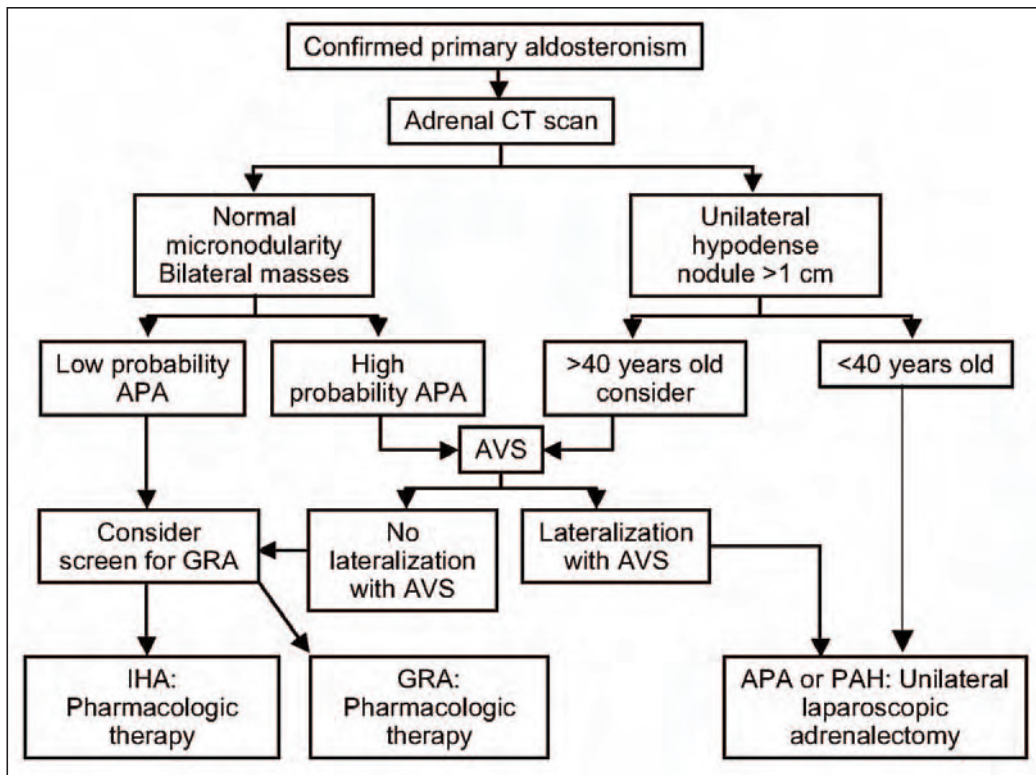 Confirmed primary aldosteronism
Adrenal CT scan
Normal
micronodularity
Bilateral masses
Unilateral
hypodense
nodule >1 cm
Low probability
APA
High
probability APA
>40 years old
consider
<40 years old
AVS
Consider
screen for GRA
No
lateralization
with AVS
Lateralization
with AVS
IHA:
Pharmacologic
therapy
GRA:
Pharmacologic
therapy
APA or PAH: Unilateral
laparoscopic
adrenalectomy